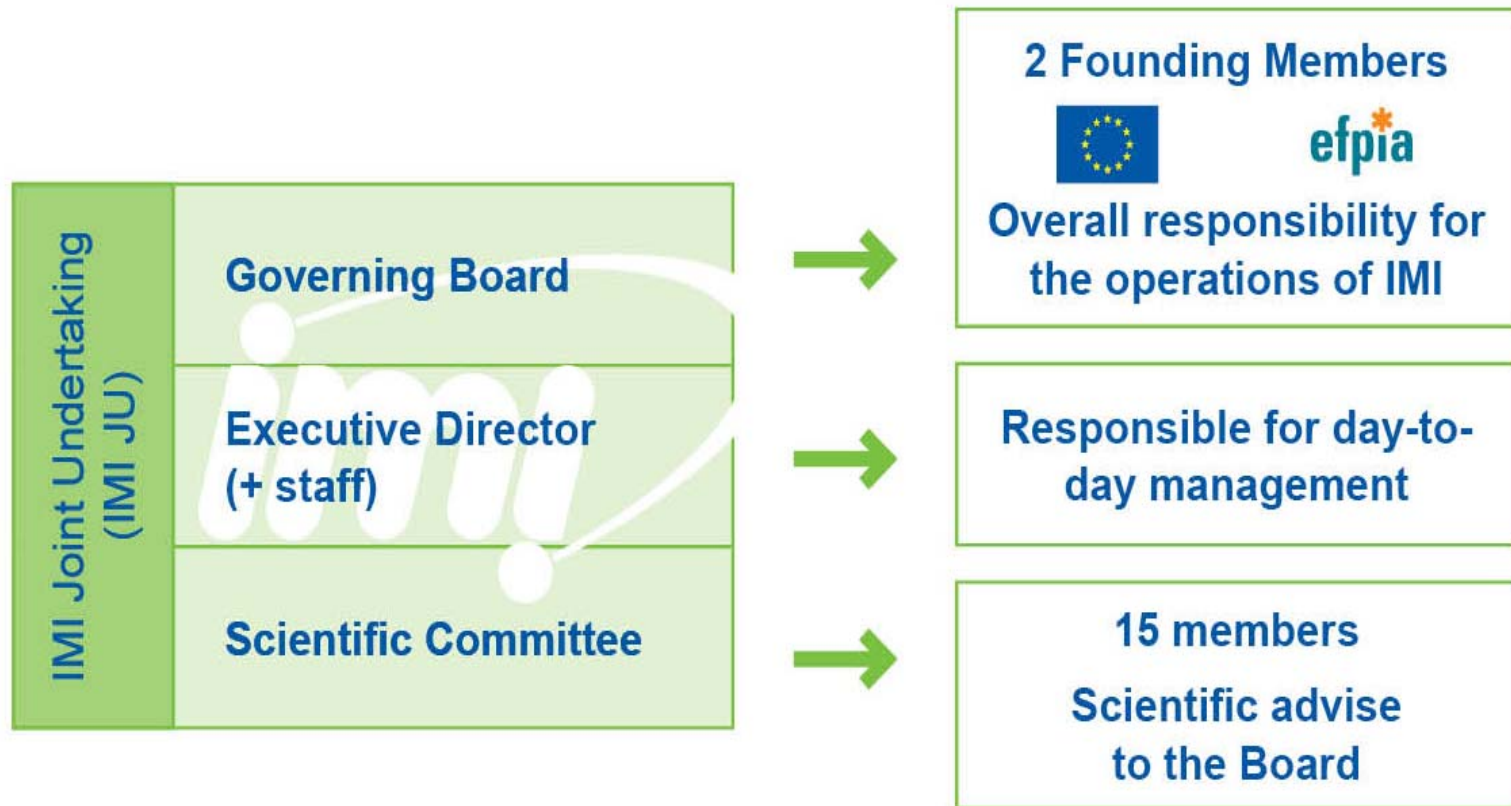 IMI Joint Undertaking
(IMI JU)
Governing Board
Executive Director
(+ staff)
Scientific Committee
imi
2 Founding Members
efpia
Overall responsibility for
the operations of IMI
Responsible for day-to-
day management
15 members
Scientific advise
to the Board